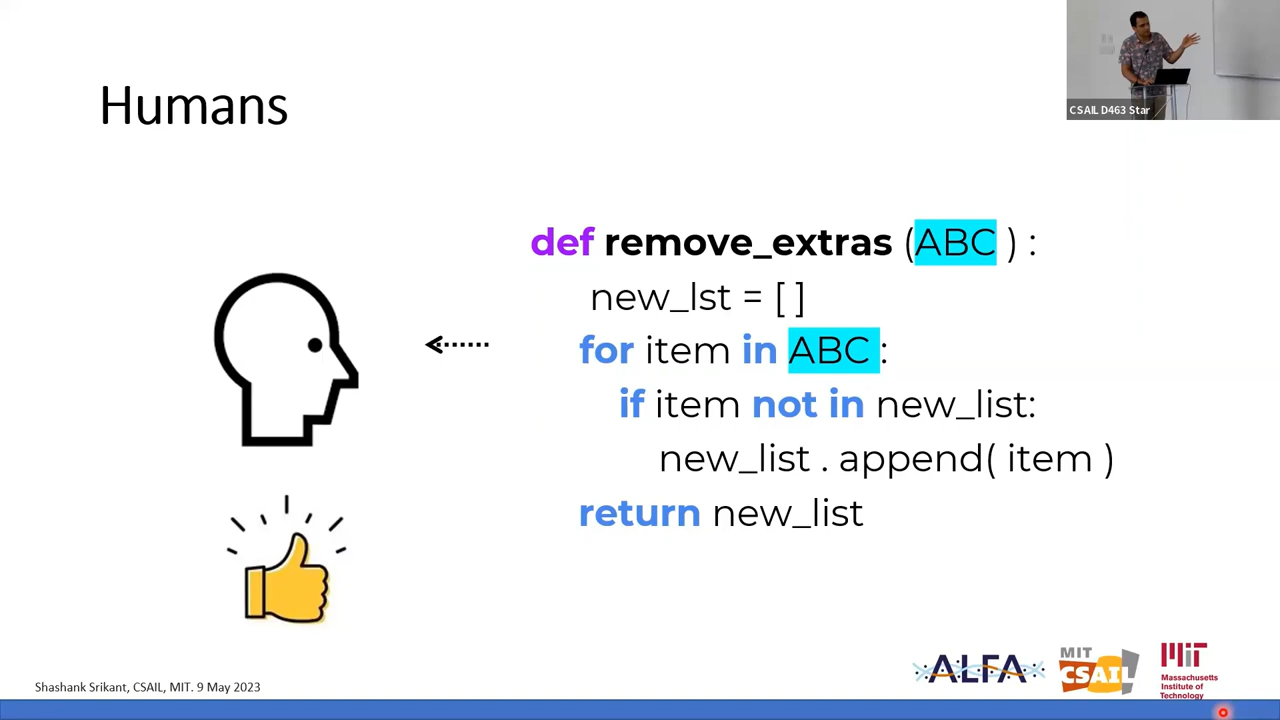 CSAIL D463 Star
Humans
def remove_extras (ABC ) :
new_lst = [ ]
for item in ABC :
if item not in new_list:
new_list . append( item )
return new_list
Shashank Srikant, CSAIL, MIT. 9 May 2023
ALFA
MIT
CSAIL
MIT
Massachusetts
Institute of
Technology